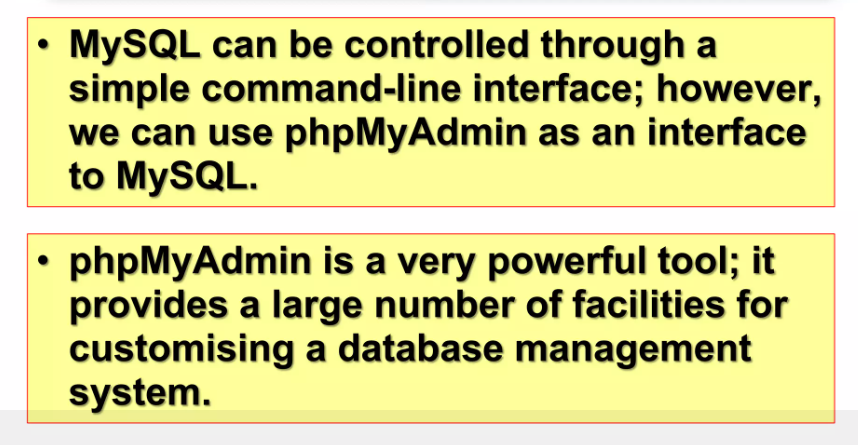 • MySQL can be controlled through a
simple command-line interface; however,
we can use phpMyAdmin as an interface
to MySQL.
• phpMyAdmin is a very powerful tool; it
provides a large number of facilities for
customising a database management
system.